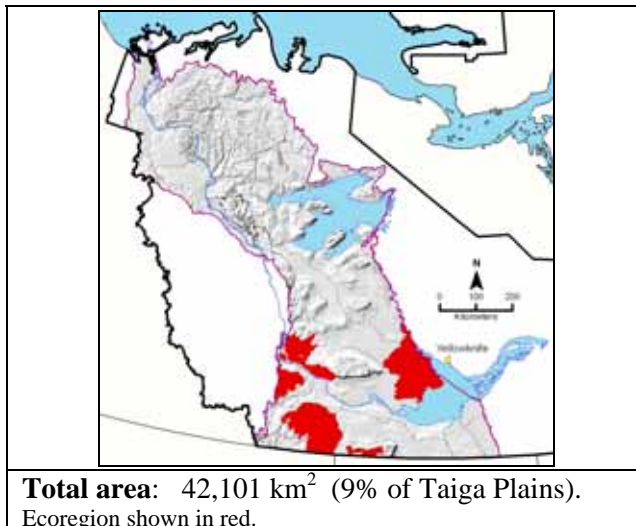 N
0 100 200
Kilometers
Yellowknife
Total area: 42,101 km² (9% of Taiga Plains).
Ecoregion shown in red.